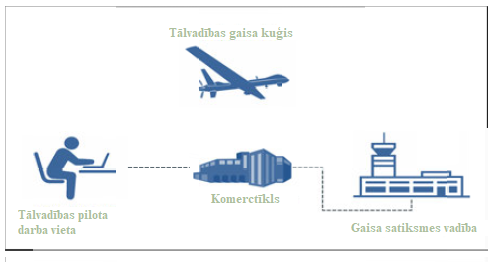 Tālvadības gaisa kuģis
Komerctīkls
Tālvadības pilota
darba vieta
Gaisa satiksmes vadība